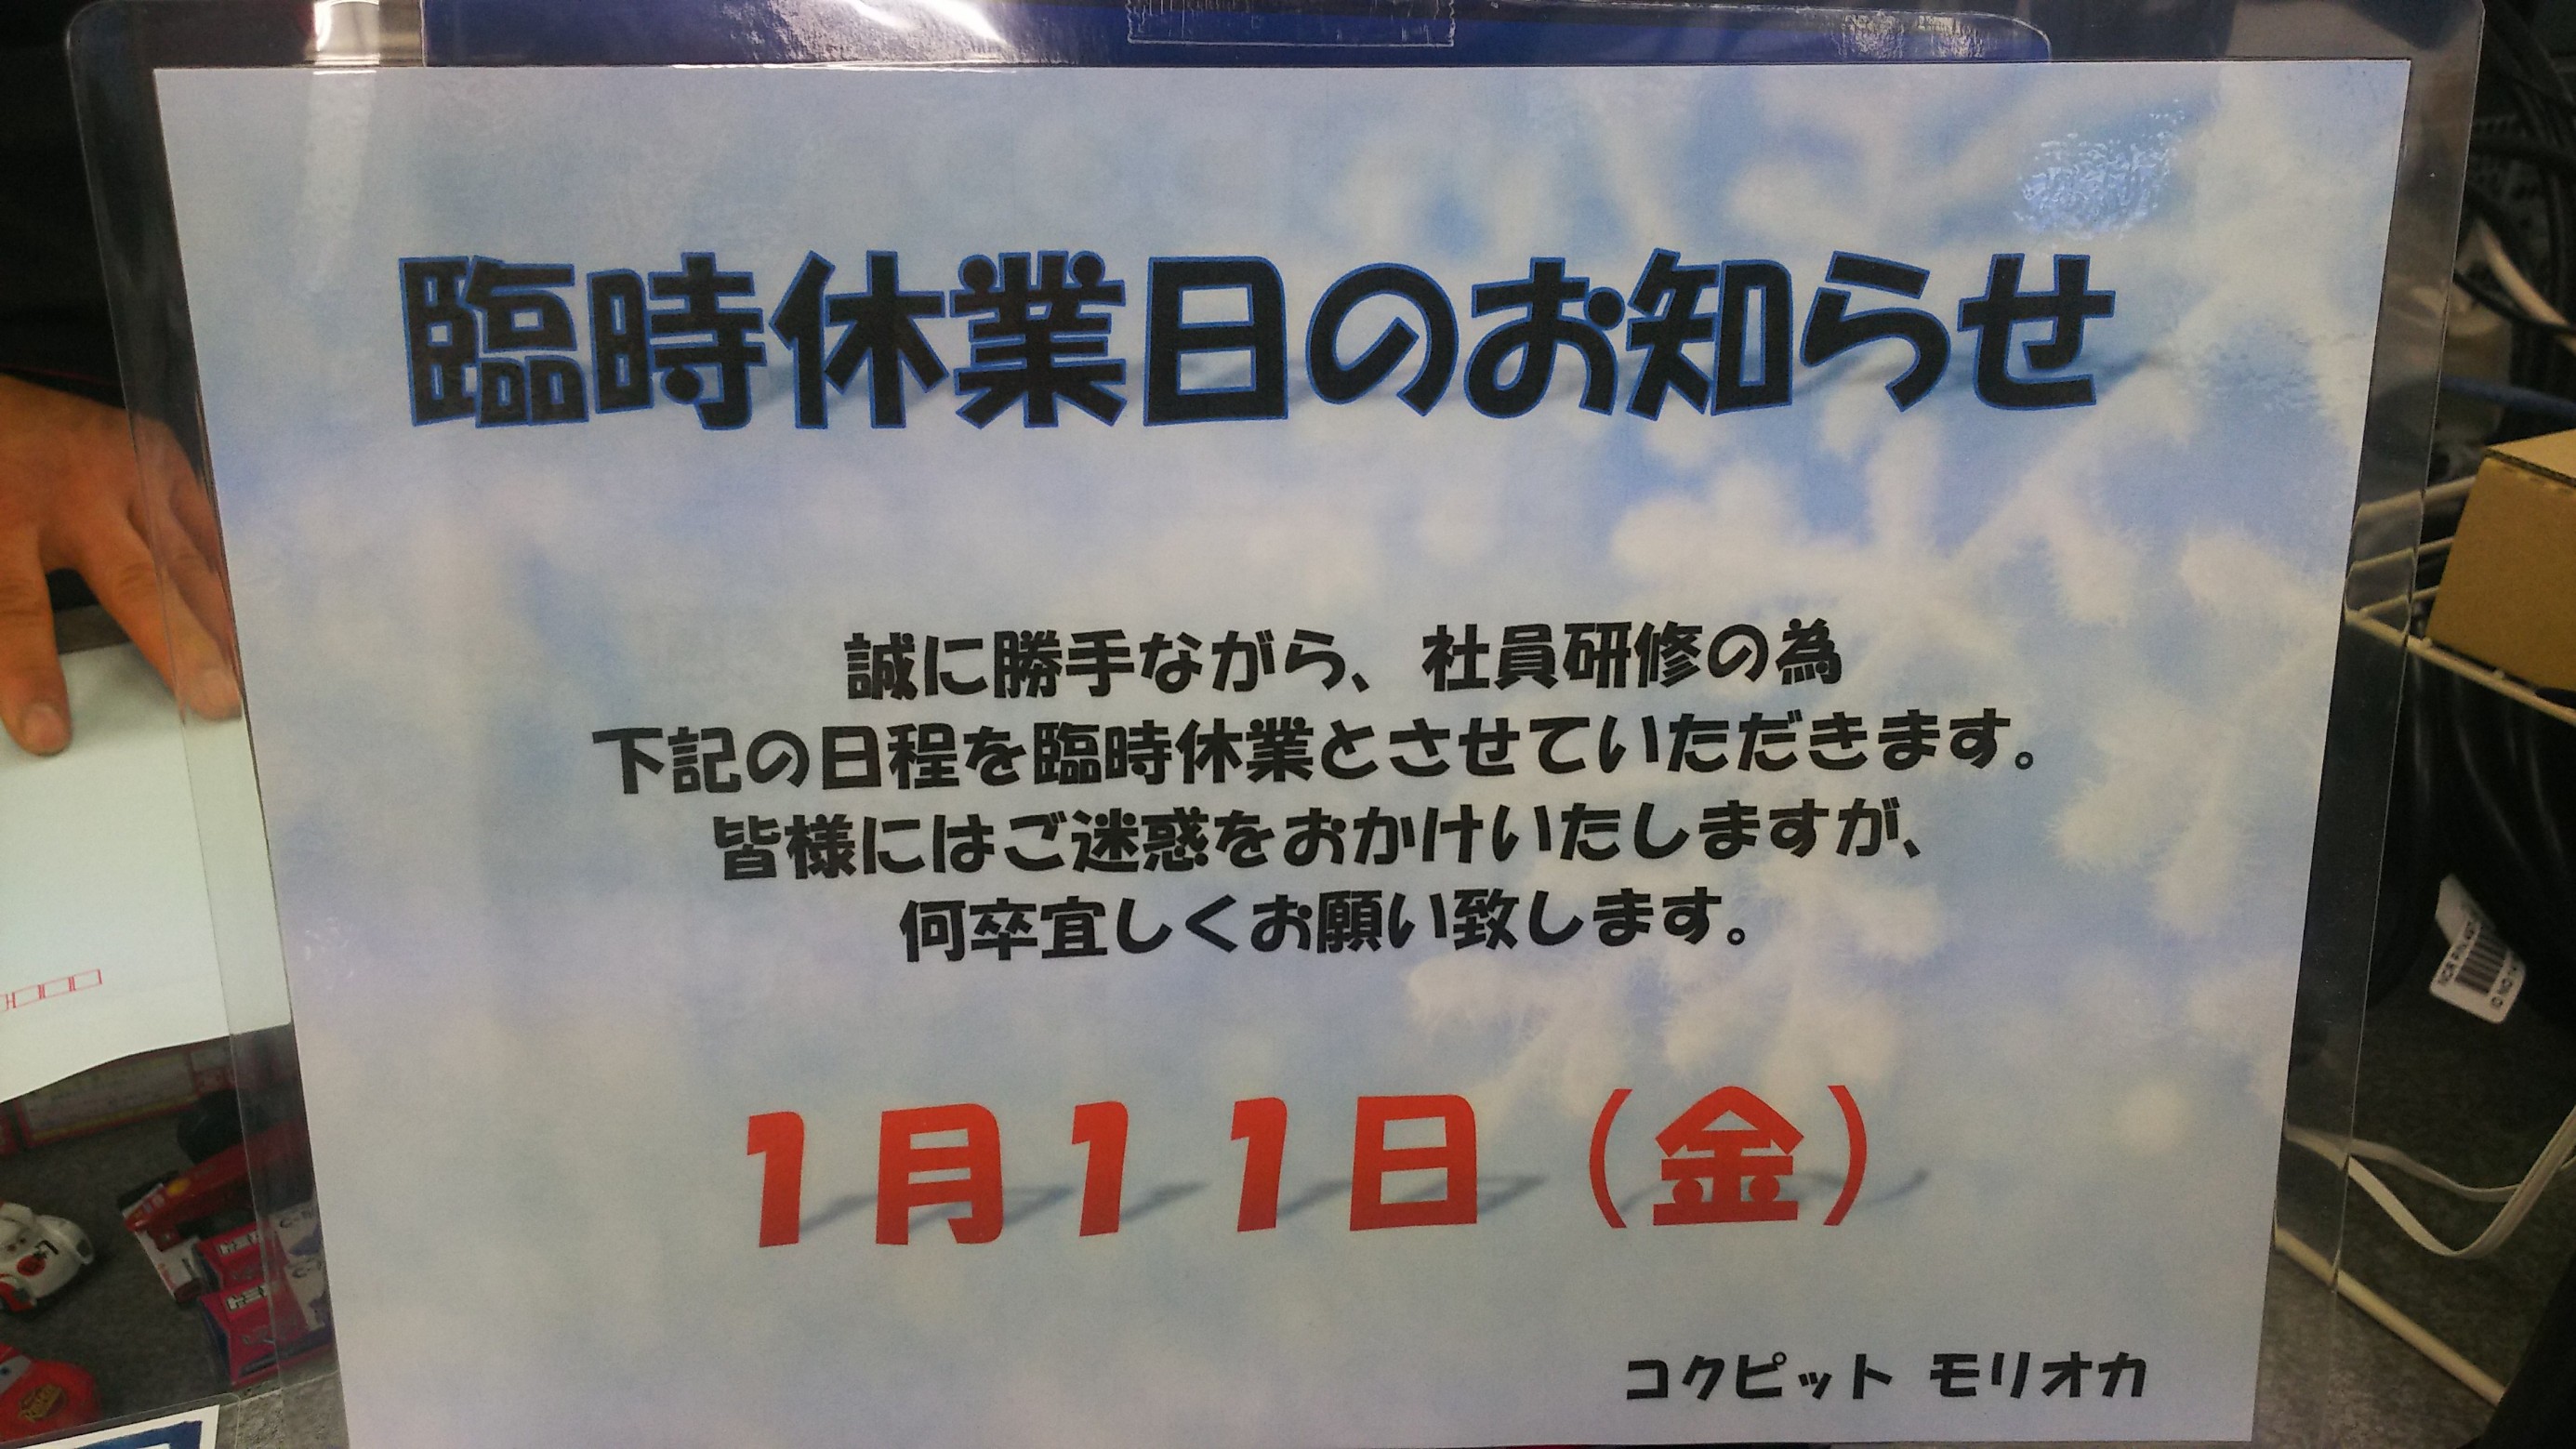 臨時休業日のお知らせ
誠に勝手ながら、社員研修の為
下記の日程を臨時休業とさせていただきます。
皆様にはご迷惑をおかけいたしますが、
何卒宜しくお願い致します。
1月11日（金）
コクピット モリオカ